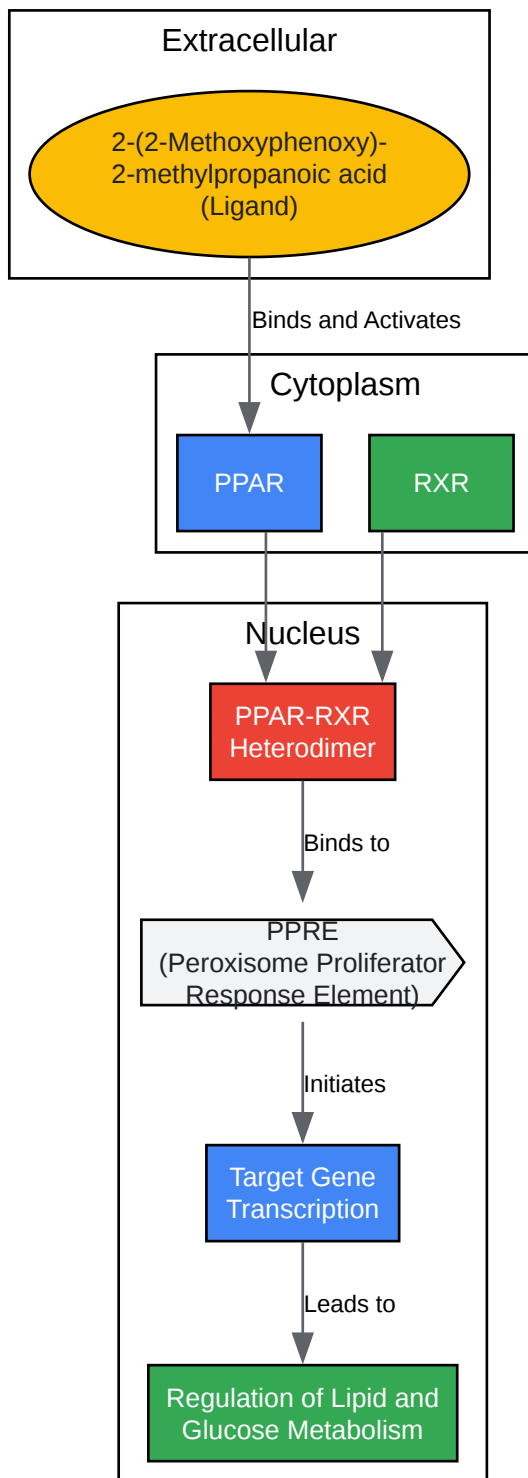 Extracellular
2-(2-Methoxyphenoxy)-
2-methylpropanoic acid
(Ligand)
Binds and Activates
Cytoplasm
PPAR
RXR
Nucleus
PPAR-RXR
Heterodimer
Binds to
PPRE
(Peroxisome Proliferator
Response Element)
Initiates
Target Gene
Transcription
Leads to
Regulation of Lipid and
Glucose Metabolism